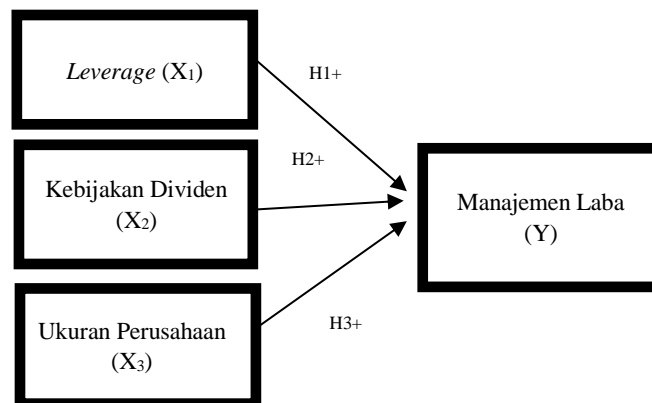 Leverage (X₁)
H1+
Kebijakan Dividen
(X₂)
H2+
Ukuran Perusahaan
(X₃)
H3+
Manajemen Laba
(Y)